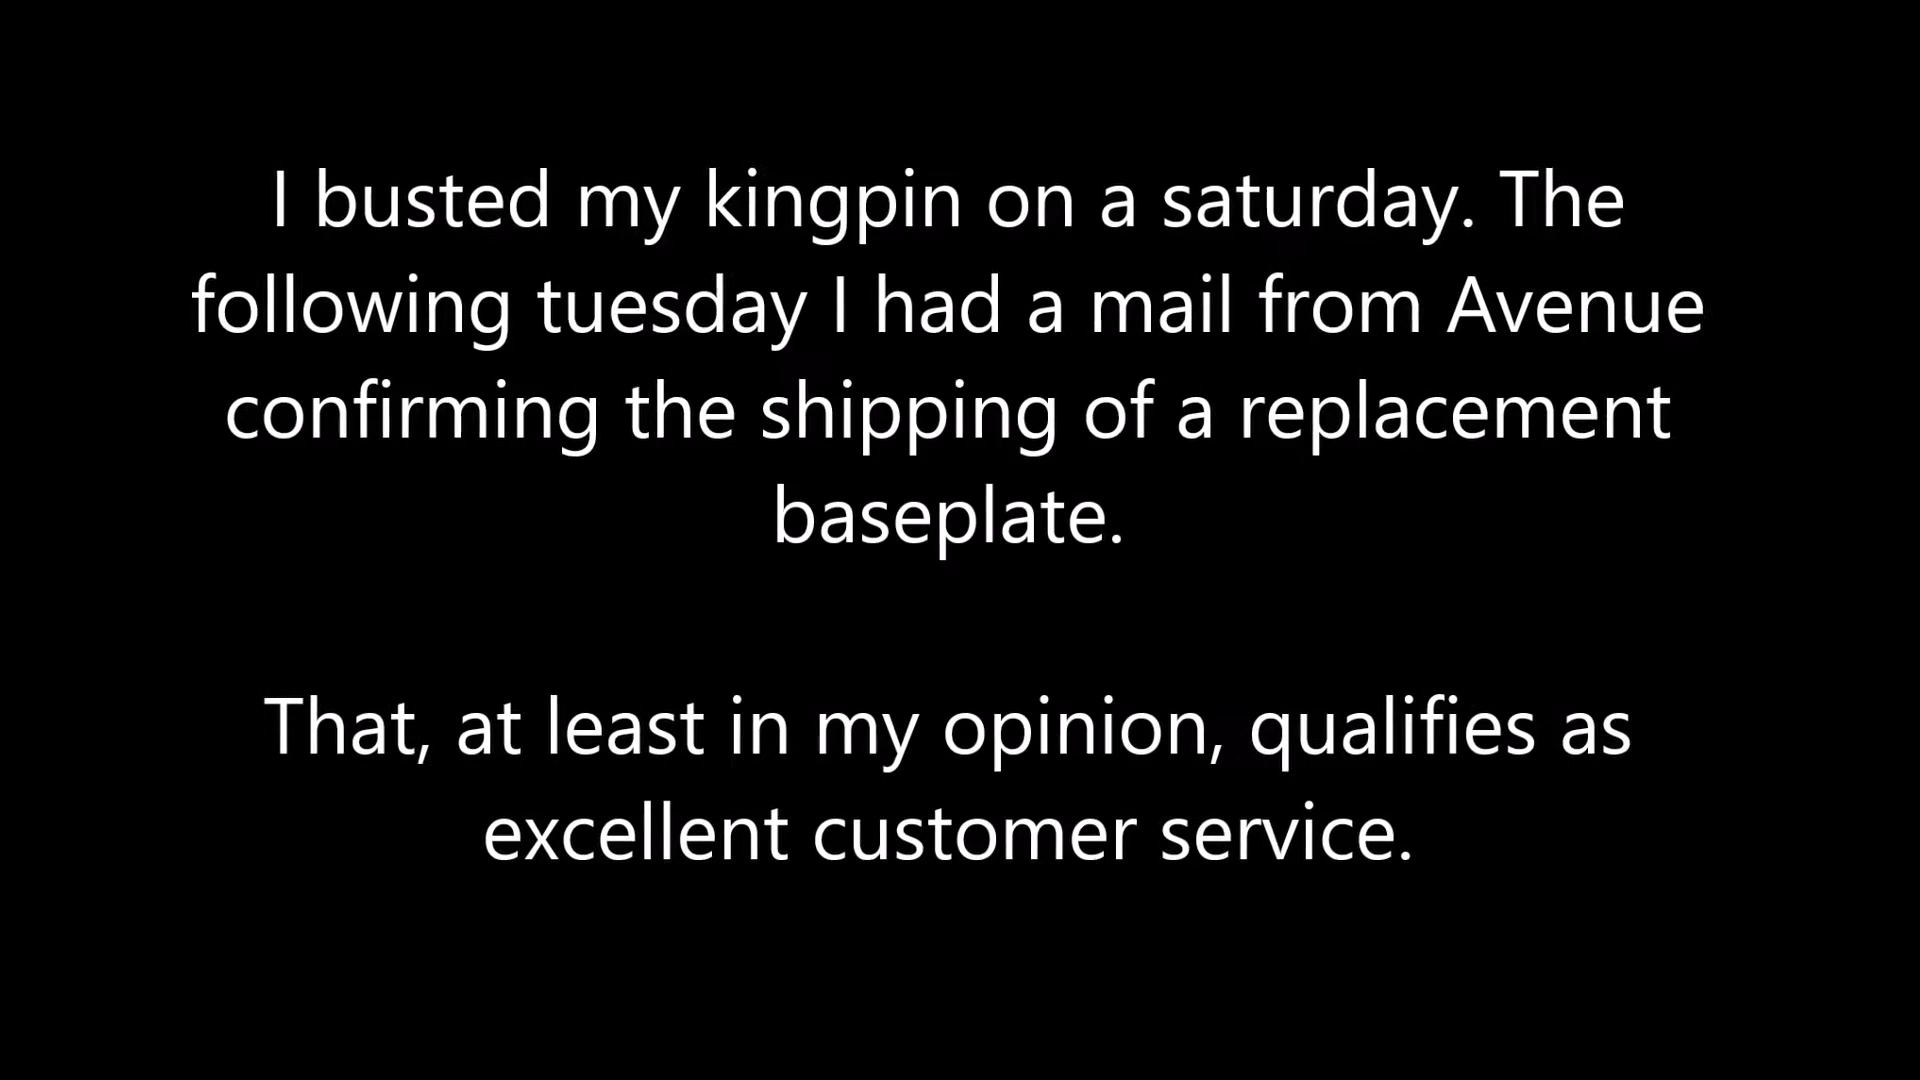 I busted my kingpin on a saturday. The
following tuesday I had a mail from Avenue
confirming the shipping of a replacement
baseplate.
That, at least in my opinion, qualifies as
excellent customer service.